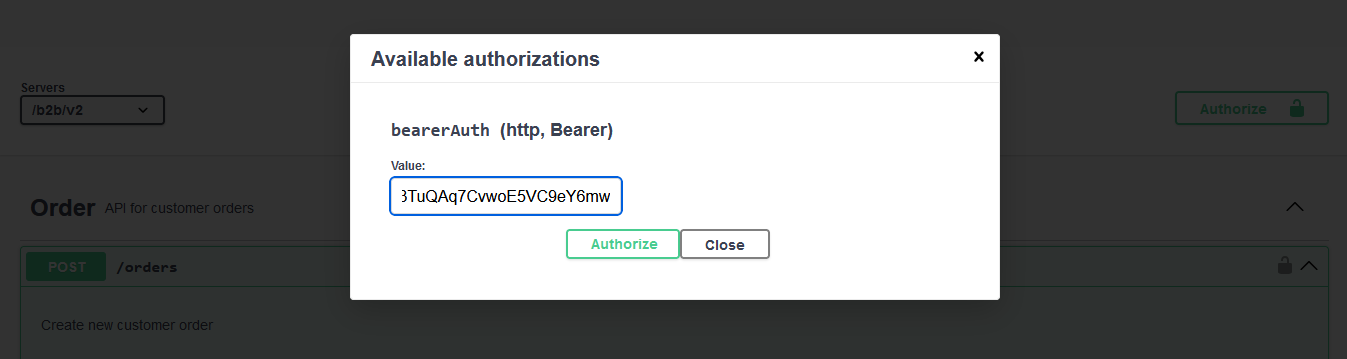 Available authorizations
x
Servers
/b2b/v2
Authorize
bearerAuth (http, Bearer)
Value:
3TuQAq7CvwoE5VC9eY6mw
Authorize
Close
Order API for customer orders
POST /orders
Create new customer order